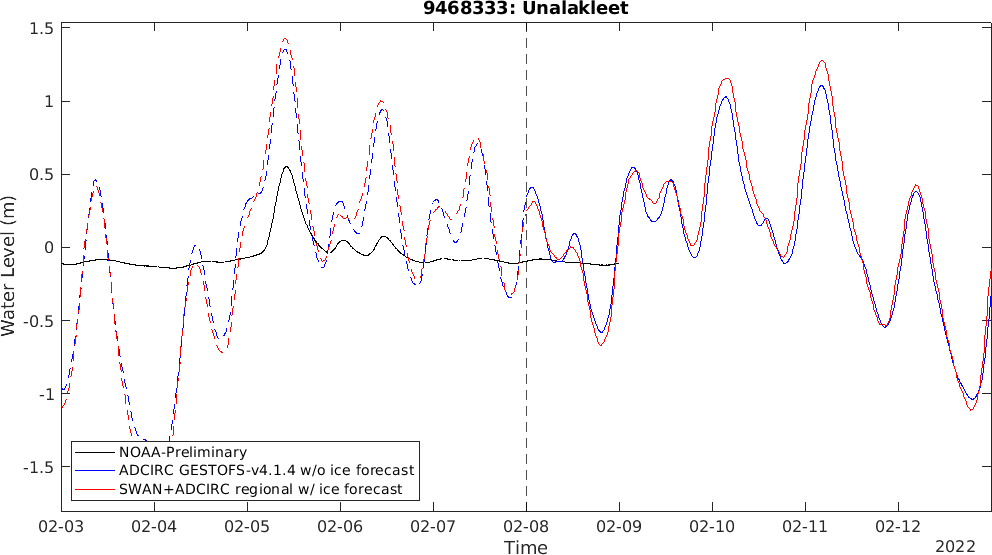 9468333: Unalakleet
1.5
1
0.5
0
-0.5
-1
-1.5
Water Level (m)
NOAA-Preliminary
ADCIRC GESTOFS-v4.1.4 w/o ice forecast
SWAN+ADCIRC regional w/ ice forecast
02-03 02-04 02-05 02-06 02-07 02-08 02-09 02-10 02-11 02-12
Time
2022